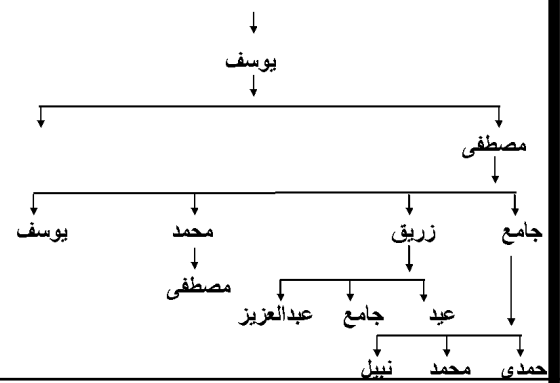 يوسف
مصطفى
جامع زريق محمد يوسف
مصطفى
عيد جامع عبدالعزيز
حمدى محمد نبيل